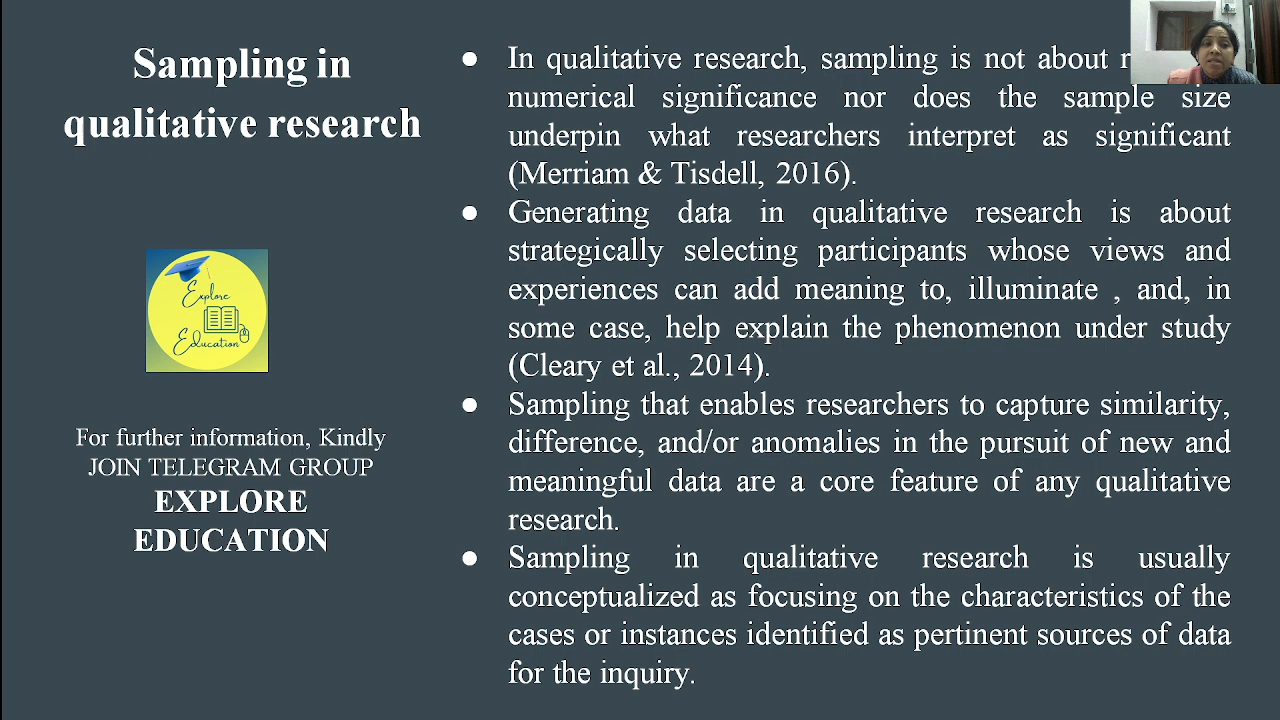 Sampling in
qualitative research
Explore
Education
For further information, Kindly
JOIN TELEGRAM GROUP
EXPLORE
EDUCATION
● In qualitative research, sampling is not about
numerical significance nor does the sample size
underpin what researchers interpret as significant
(Merriam & Tisdell, 2016).
● Generating data in qualitative research is about
strategically selecting participants whose views and
experiences can add meaning to, illuminate , and, in
some case, help explain the phenomenon under study
(Cleary et al., 2014).
● Sampling that enables researchers to capture similarity,
difference, and/or anomalies in the pursuit of new and
meaningful data are a core feature of any qualitative
research.
● Sampling in qualitative research is usually
conceptualized as focusing on the characteristics of the
cases or instances identified as pertinent sources of data
for the inquiry.